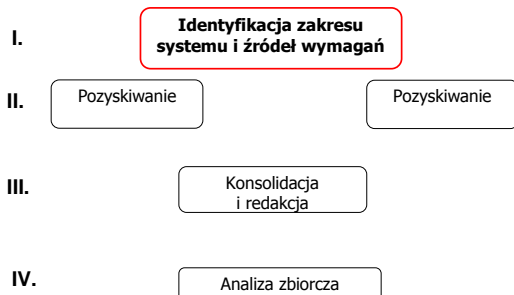 I.
Identyfikacja zakresu
systemu i źródeł wymagań
II.
Pozyskiwanie
Pozyskiwanie
III.
Konsolidacja
i redakcja
IV.
Analiza zbiorcza